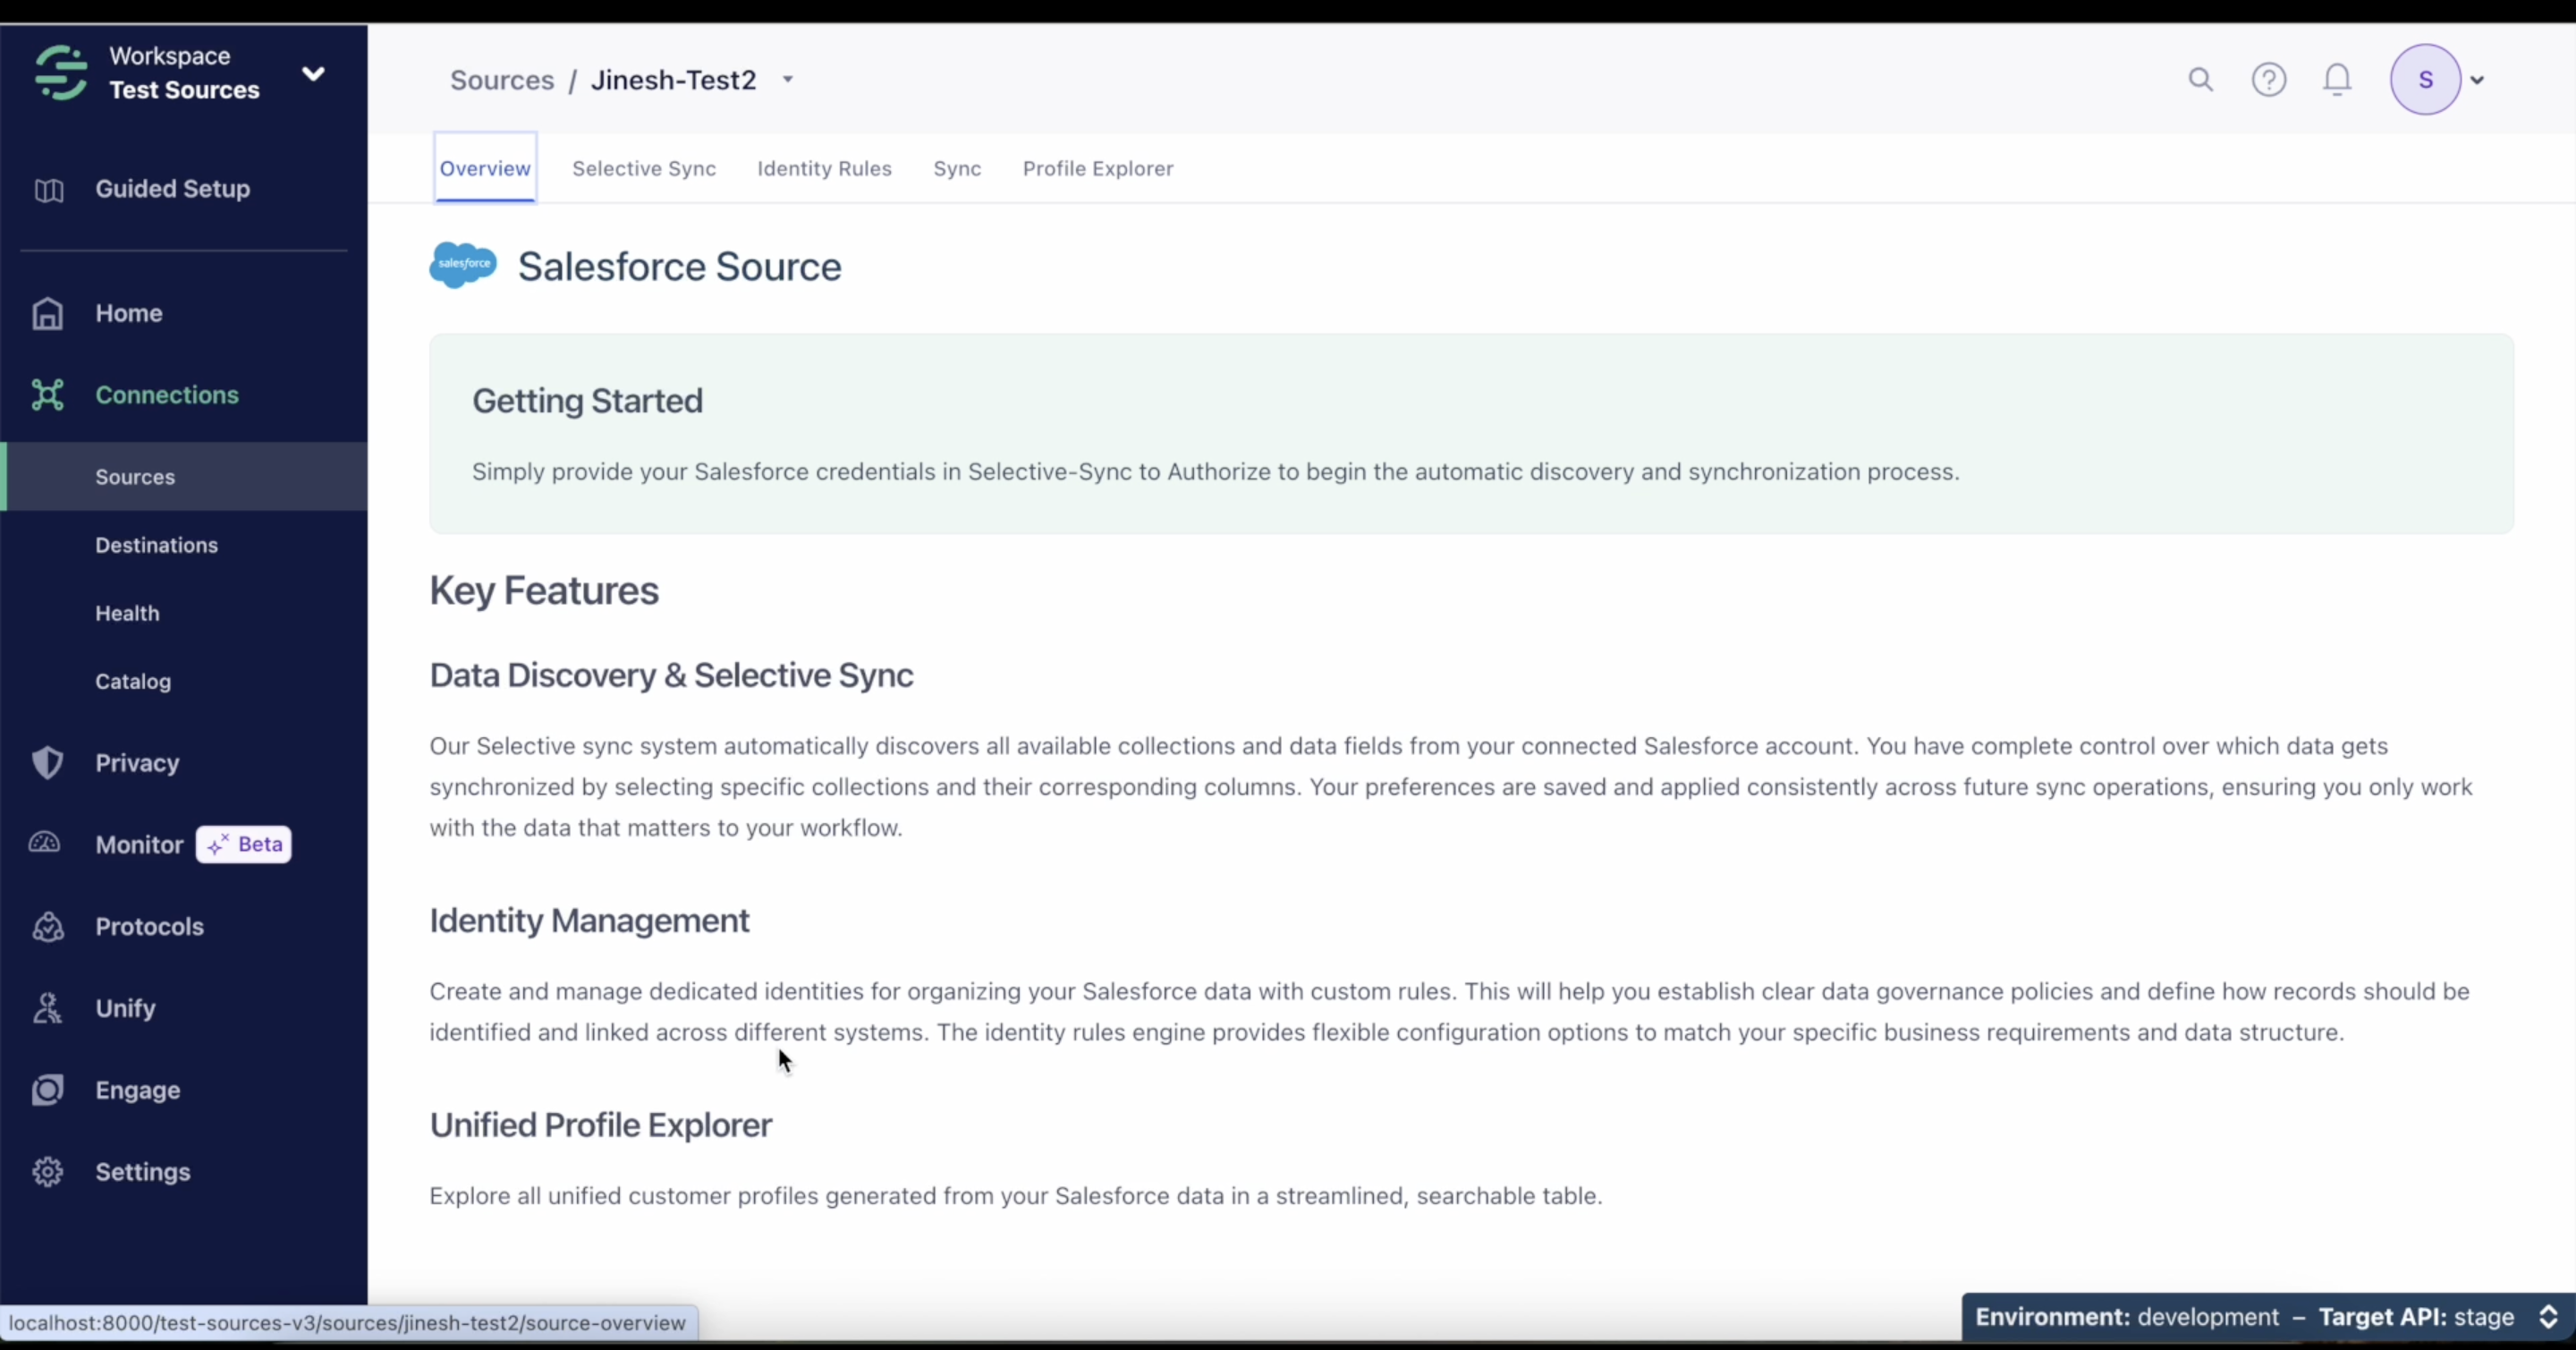 Workspace
Test Sources
Guided Setup
Home
Connections
Sources
Destinations
Health
Catalog
Privacy
Monitor Beta
Protocols
Unify
Engage
Settings
Sources / Jinesh-Test2
S
Overview Selective Sync Identity Rules Sync Profile Explorer
salesforce Salesforce Source
Getting Started
Simply provide your Salesforce credentials in Selective-Sync to Authorize to begin the automatic discovery and synchronization process.
Key Features
Data Discovery & Selective Sync
Our Selective sync system automatically discovers all available collections and data fields from your connected Salesforce account. You have complete control over which data gets
synchronized by selecting specific collections and their corresponding columns. Your preferences are saved and applied consistently across future sync operations, ensuring you only work
with the data that matters to your workflow.
Identity Management
Create and manage dedicated identities for organizing your Salesforce data with custom rules. This will help you establish clear data governance policies and define how records should be
identified and linked across different systems. The identity rules engine provides flexible configuration options to match your specific business requirements and data structure.
Unified Profile Explorer
Explore all unified customer profiles generated from your Salesforce data in a streamlined, searchable table.
localhost:8000/test-sources-v3/sources/jinesh-test2/source-overview
Environment: development – Target API: stage